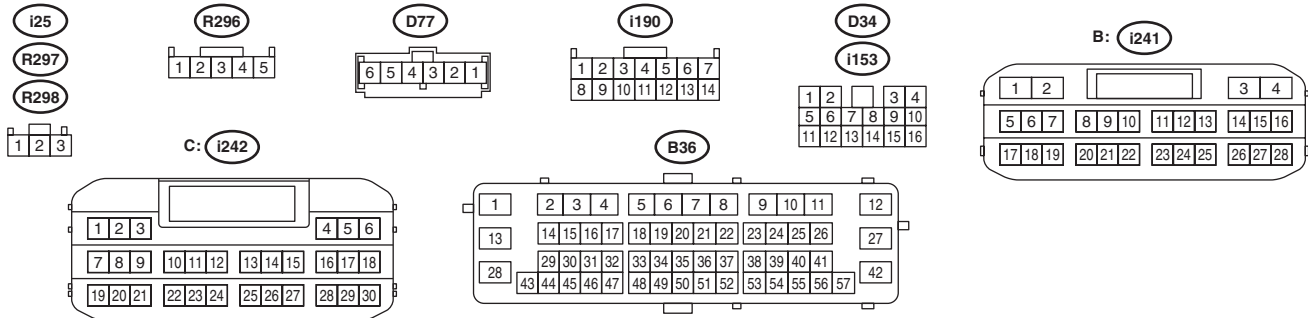 i25
R297
R298
1 2 3
R296
1 2 3 4 5
D77
6 5 4 3 2 1
i190
1 2 3 4 5 6 7
8 9 10 11 12 13 14
D34
i153
1 2 3 4
5 6 7 8 9 10
11 12 13 14 15 16
B: i241
1 2 3 4
5 6 7 8 9 10 11 12 13 14 15 16
17 18 19 20 21 22 23 24 25 26 27 28
C: i242
1 2 3 4 5 6
7 8 9 10 11 12 13 14 15 16 17 18
19 20 21 22 23 24 25 26 27 28 29 30
B36
1 2 3 4 5 6 7 8 9 10 11 12
13 14 15 16 17 18 19 20 21 22 23 24 25 26 27
28 29 30 31 32 33 34 35 36 37 38 39 40 41 42
43 44 45 46 47 48 49 50 51 52 53 54 55 56 57